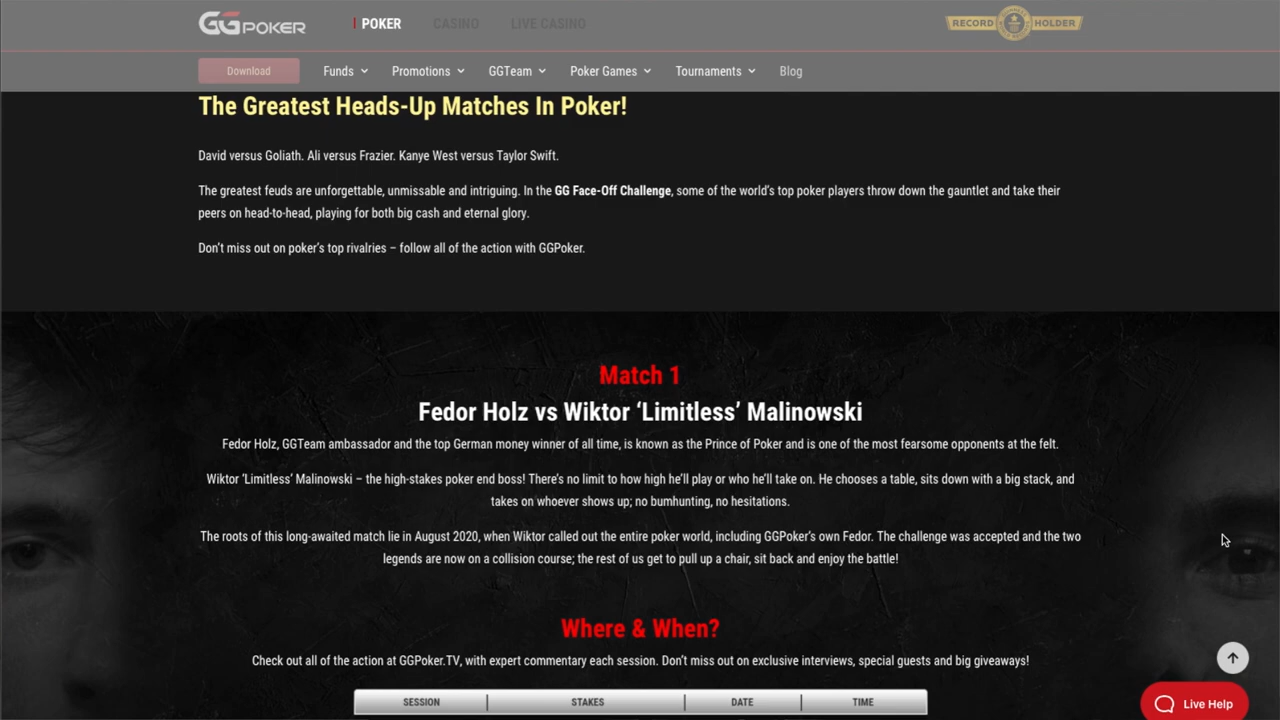 GGPOKER
POKER CASINO LIVE CASINO
RECORD HOLDER
Download Funds Promotions GGTeam Poker Games Tournaments Blog
The Greatest Heads-Up Matches In Poker!
David versus Goliath. Ali versus Frazier. Kanye West versus Taylor Swift.
The greatest feuds are unforgettable, unmissable and intriguing. In the GG Face-Off Challenge, some of the world's top poker players throw down the gauntlet and take their
peers on head-to-head, playing for both big cash and eternal glory.
Don't miss out on poker's top rivalries – follow all of the action with GGPoker.
Match 1
Fedor Holz vs Wiktor 'Limitless' Malinowski
Fedor Holz, GGTeam ambassador and the top German money winner of all time, is known as the Prince of Poker and is one of the most fearsome opponents at the felt.
Wiktor 'Limitless' Malinowski – the high-stakes poker end boss! There's no limit to how high he'll play or who he'll take on. He chooses a table, sits down with a big stack, and
takes on whoever shows up; no bumhunting, no hesitations.
The roots of this long-awaited match lie in August 2020, when Wiktor called out the entire poker world, including GGPoker's own Fedor. The challenge was accepted and the two
legends are now on a collision course; the rest of us get to pull up a chair, sit back and enjoy the battle!
Where & When?
Check out all of the action at GGPoker.TV, with expert commentary each session. Don't miss out on exclusive interviews, special guests and big giveaways!
SESSION STAKES DATE TIME
Live Help